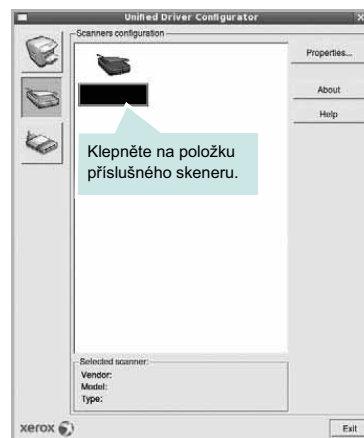 Unified Driver Configurator
Scanners configuration
Properties...
About
Help
Klepněte na položku
příslušného skeneru.
Selected scanner:
Vendor:
Model:
Type:
xerox
Exit